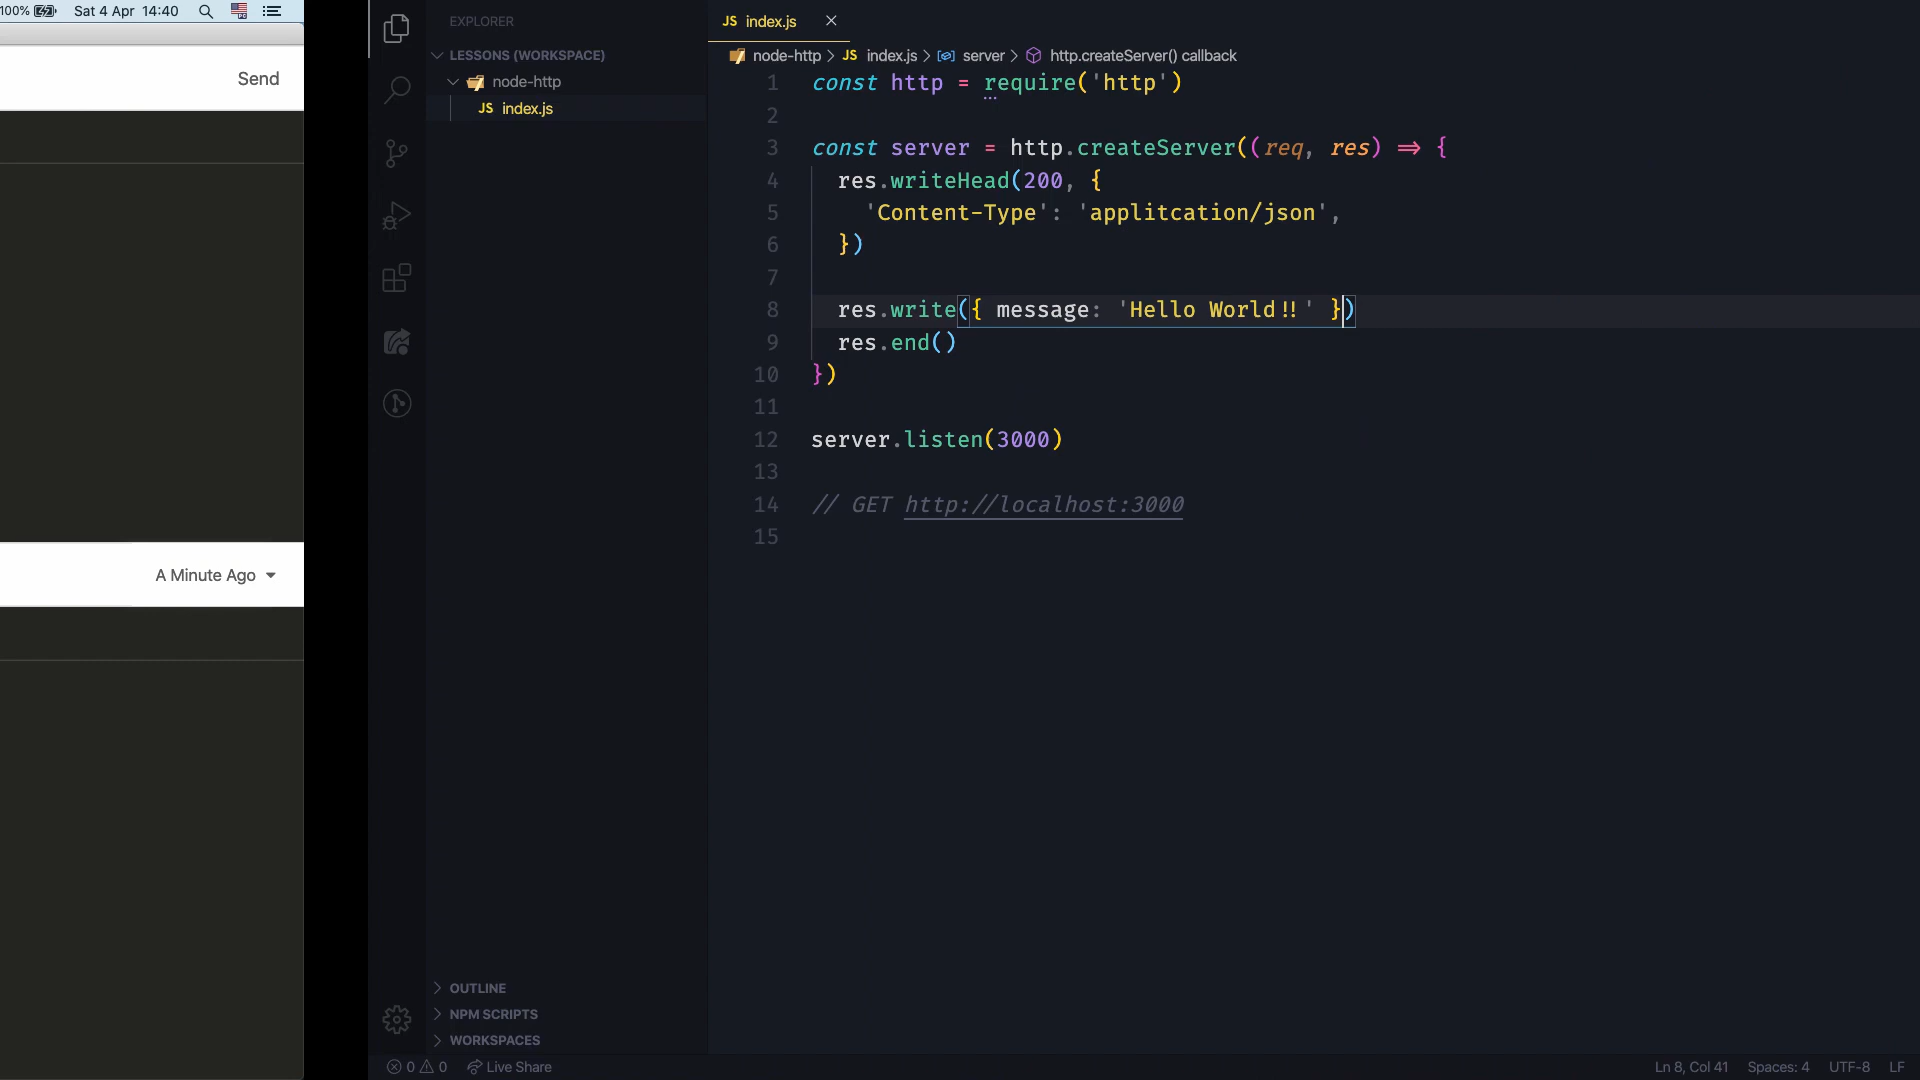 100% Sat 4 Apr 14:40
Send
A Minute Ago
EXPLORER
LESSONS (WORKSPACE)
node-http
JS index.js
OUTLINE
NPM SCRIPTS
WORKSPACES
JS index.js
node-http > JS index.js > server > http.createServer() callback
1 const http = require('http')
2
3 const server = http.createServer((req, res) => {
4 res.writeHead(200, {
5 'Content-Type': 'applitcation/json',
6 })
7
8 res.write({ message: 'Hello World!!' })
9 res.end()
10 })
11
12 server.listen(3000)
13
14 // GET http://localhost:3000
15
0 0 Live Share
Ln 8, Col 41 Spaces: 4 UTF-8 LF